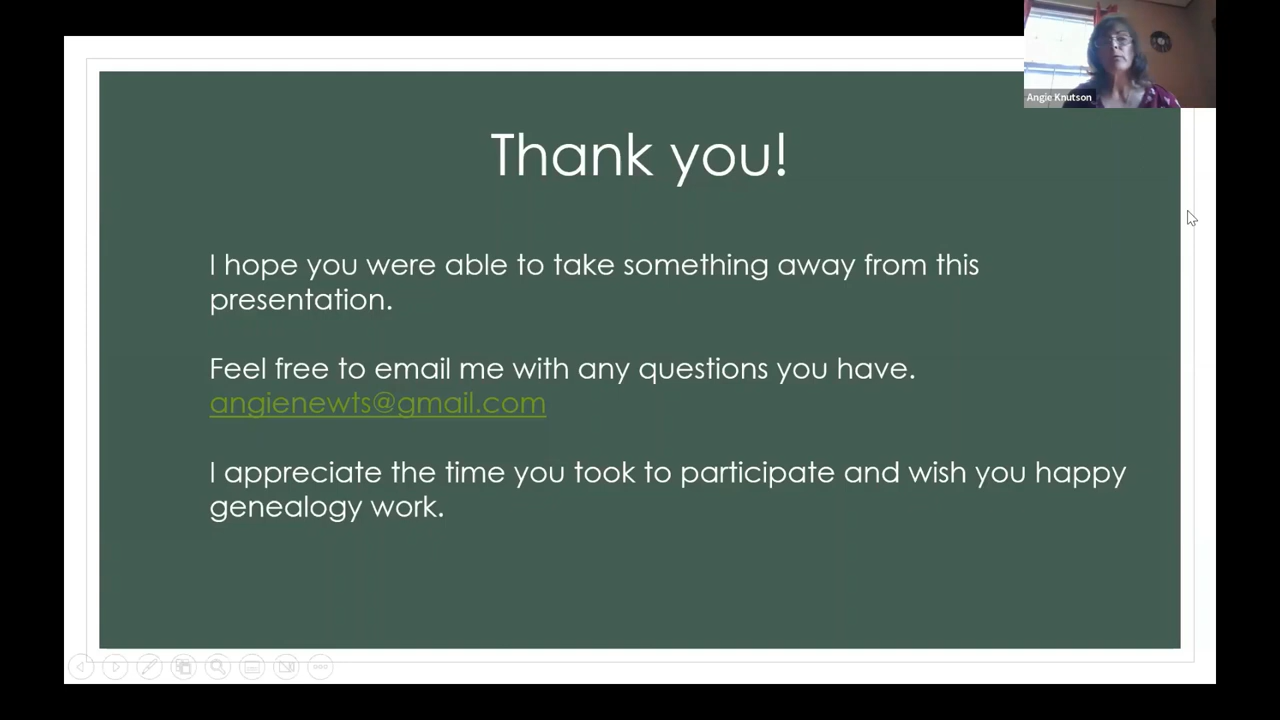 Angie Knutson
Thank you!
I hope you were able to take something away from this
presentation.
Feel free to email me with any questions you have.
angienewts@gmail.com
I appreciate the time you took to participate and wish you happy
genealogy work.